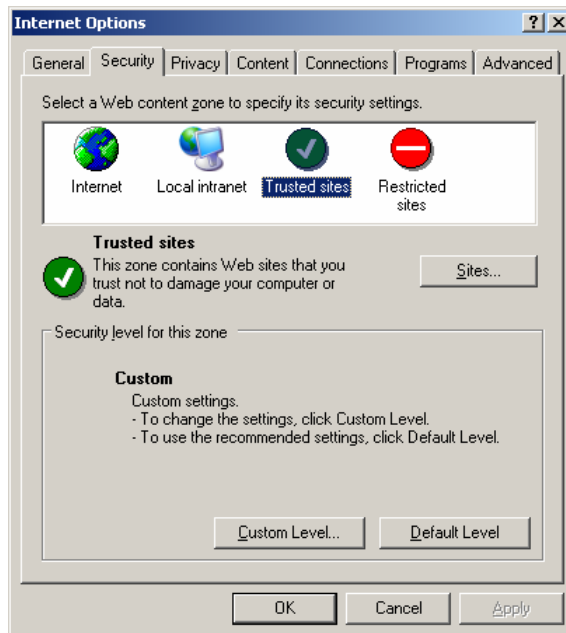 Internet Options
General Security Privacy Content Connections Programs Advanced
Select a Web content zone to specify its security settings.
Internet Local intranet Trusted sites Restricted
sites
Trusted sites
This zone contains Web sites that you
trust not to damage your computer or
data.
Sites...
Security level for this zone
Custom
Custom settings.
- To change the settings, click Custom Level.
- To use the recommended settings, click Default Level.
Custom Level... Default Level
OK Cancel Apply